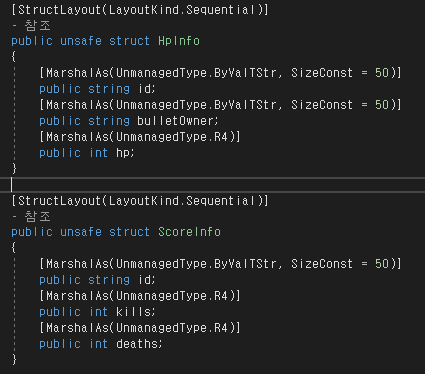 [StructLayout(LayoutKind.Sequential)]
- 참조
public unsafe struct HpInfo
{
    [MarshalAs(UnmanagedType.ByValTStr, SizeConst = 50)]
    public string id;
    [MarshalAs(UnmanagedType.ByValTStr, SizeConst = 50)]
    public string bulletOwner;
    [MarshalAs(UnmanagedType.R4)]
    public int hp;
}

[StructLayout(LayoutKind.Sequential)]
- 참조
public unsafe struct ScoreInfo
{
    [MarshalAs(UnmanagedType.ByValTStr, SizeConst = 50)]
    public string id;
    [MarshalAs(UnmanagedType.R4)]
    public int kills;
    [MarshalAs(UnmanagedType.R4)]
    public int deaths;
}